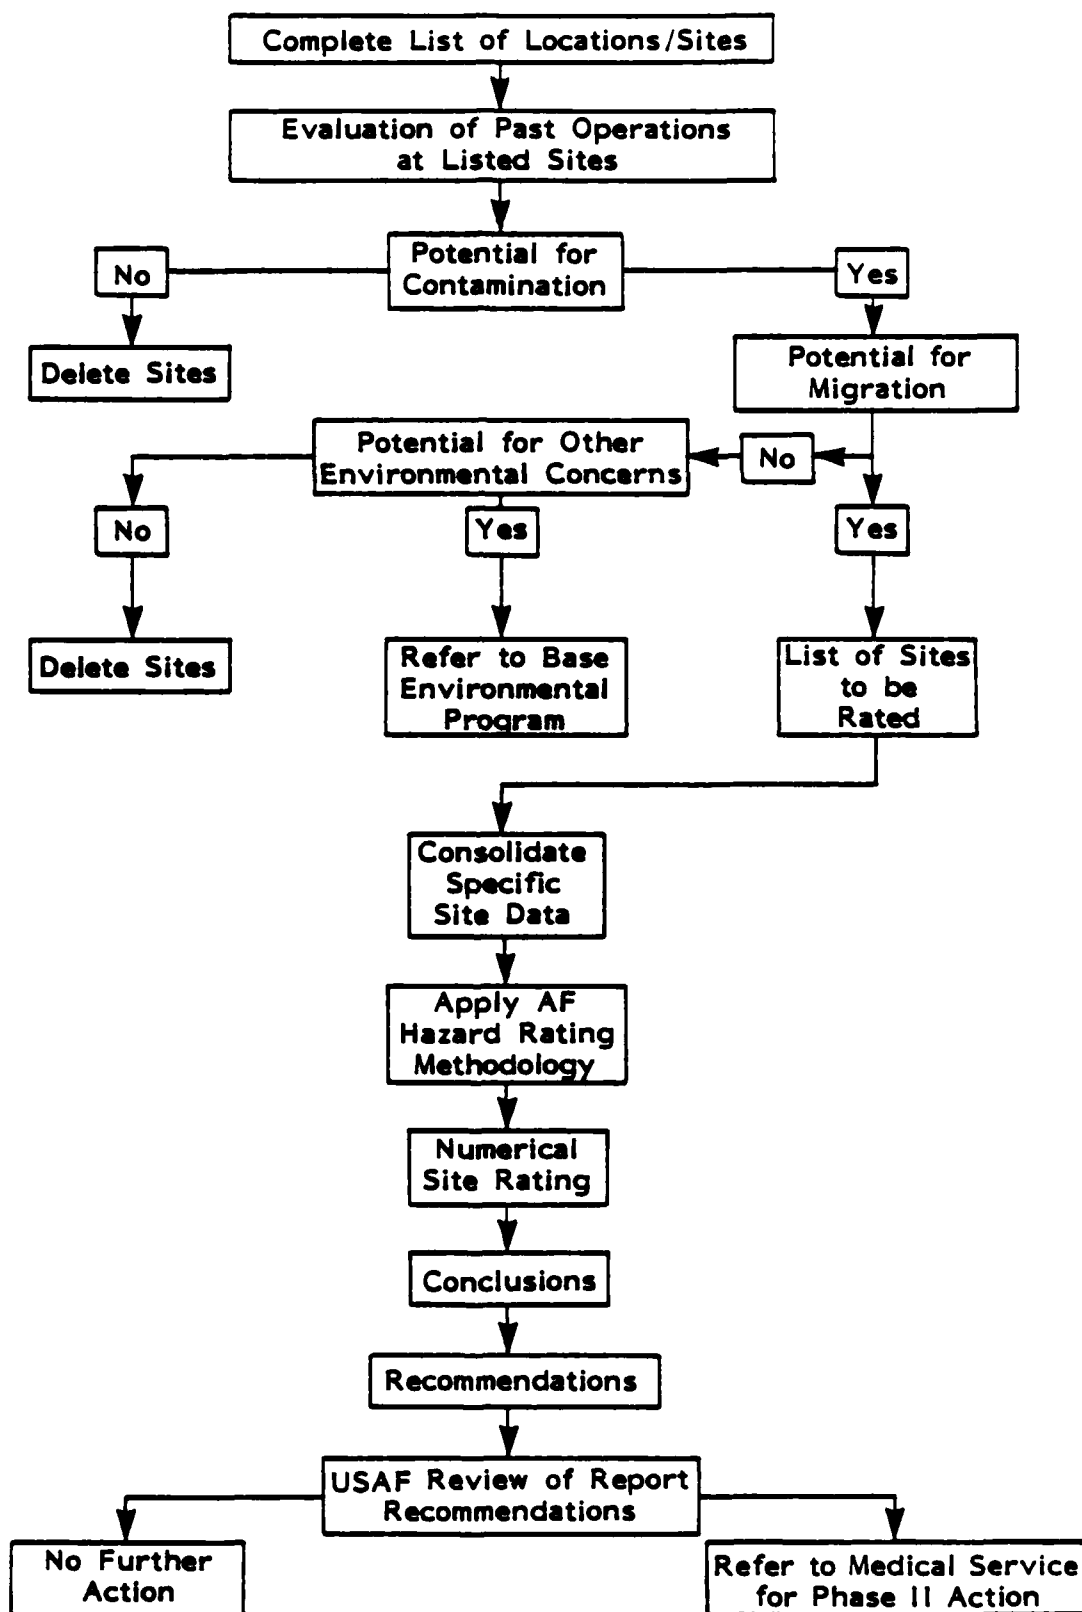 Complete List of Locations/Sites
Evaluation of Past Operations
at Listed Sites
Potential for
Contamination
No
Yes
Delete Sites
Potential for
Migration
Potential for Other
Environmental Concerns
No
No
Yes
Yes
Delete Sites
Refer to Base
Environmental
Program
List of Sites
to be
Rated
Consolidate
Specific
Site Data
Apply AF
Hazard Rating
Methodology
Numerical
Site Rating
Conclusions
Recommendations
USAF Review of Report
Recommendations
No Further
Action
Refer to Medical Service
for Phase II Action